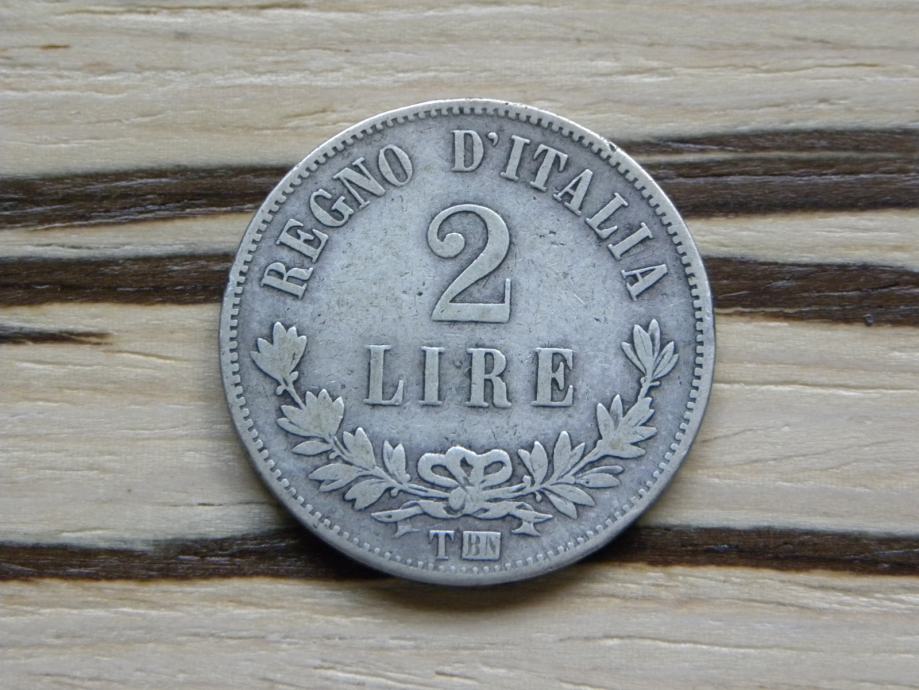 REGNO D'ITALIA
2
LIRE
T BN